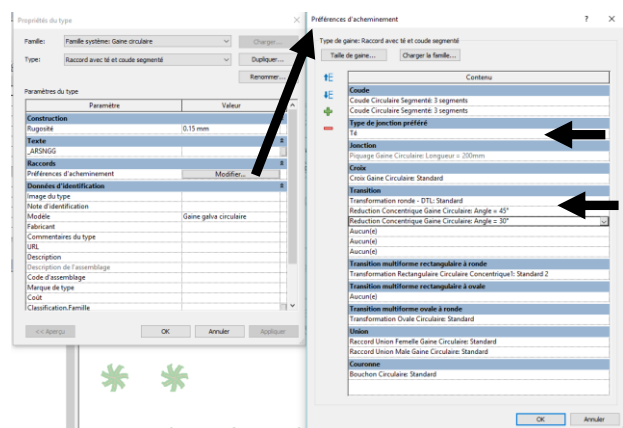 Propriétés du type
Famille:
Famille système: Gaine circulaire
Charger...
Type:
Raccord avec té et coude segmenté
Dupliquer...
Renommer...
Paramètres du type
Paramètre
Valeur
Construction
Rugosité
0.15 mm
Texte
_ARSNGG
Raccords
Préférences d'acheminement
Modifier...
Données d'identification
Image du type
Note d'identification
Modèle
Gaine galva circulaire
Fabricant
Commentaires du type
URL
Description
Description de l'assemblage
Code d'assemblage
Marque de type
Coût
Classification.Famille
<< Aperçu
OK
Annuler
Appliquer
Préférences d'acheminement
Type de gaine: Raccord avec té et coude segmenté
Taille de gaine...
Charger la famille...
Contenu
Coude
Coude Circulaire Segmenté: 3 segments
Coude Circulaire Segmenté: 3 segments
Type de jonction préféré
Té
Jonction
Piquage Gaine Circulaire: Longueur = 200mm
Croix
Croix Gaine Circulaire: Standard
Transition
Transformation ronde - DTL: Standard
Reduction Concentrique Gaine Circulaire: Angle = 45°
Reduction Concentrique Gaine Circulaire: Angle = 30°
Aucun(e)
Aucun(e)
Aucun(e)
Transition multiforme rectangulaire à ronde
Transformation Rectangulaire Circulaire Concentrique1: Standard 2
Transition multiforme rectangulaire à ovale
Aucun(e)
Transition multiforme ovale à ronde
Transformation Ovale Circulaire: Standard
Union
Raccord Union Femelle Gaine Circulaire: Standard
Raccord Union Male Gaine Circulaire: Standard
Couronne
Bouchon Circulaire: Standard
OK
Annuler